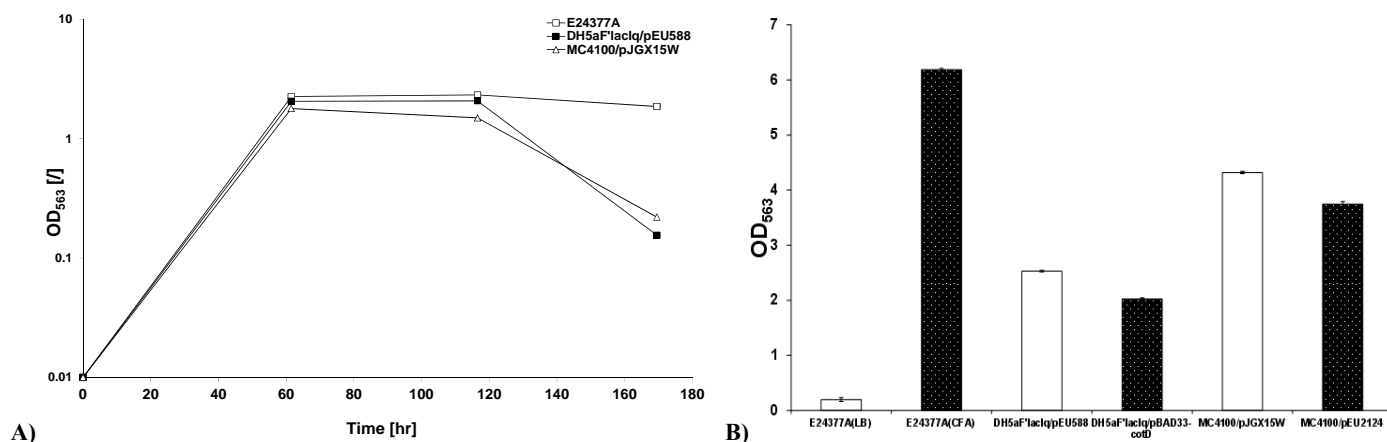 E24377A
DH5aF'lacIq/pEU588
MC4100/pJGX15W
10
1
0.1
0.01
OD563 [/]
0 20 40 60 80 100 120 140 160 180
Time [hr]
A)
7
6
5
4
3
2
1
0
OD563
E24377A(LB) E24377A(CFA) DH5aF'lacIq/pEU588 DH5aF'lacIq/pBAD33- MC4100/pJGX15W MC4100/pEU2124
cotD
B)